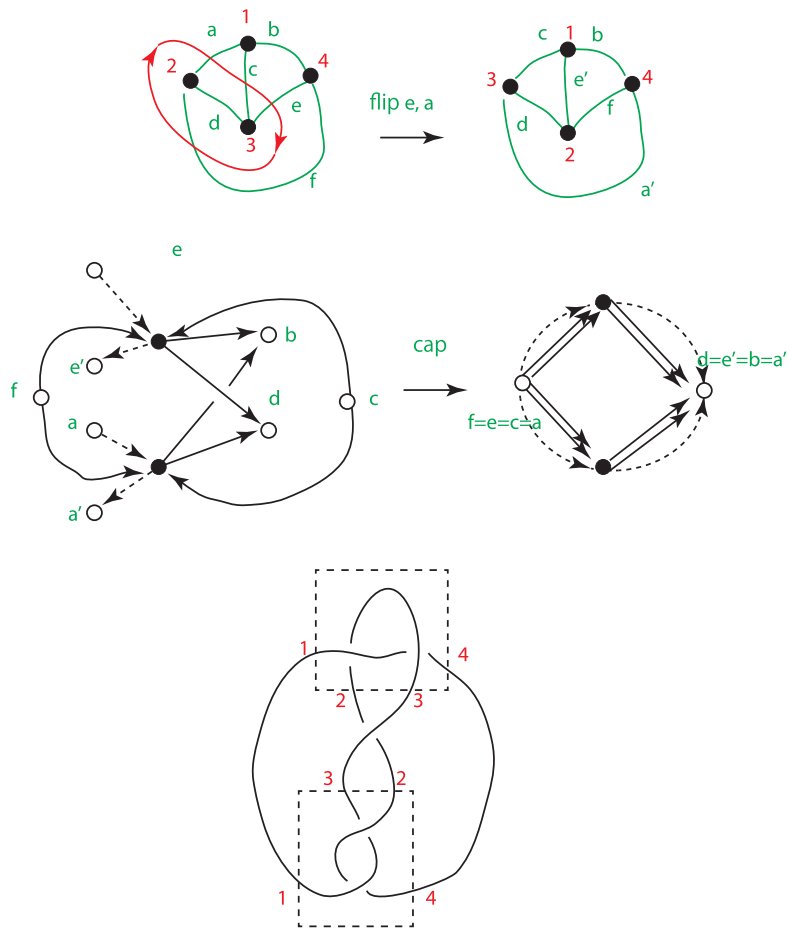 1 1
a b c b
2 4 3 4
c e'
d e d f
3 2
f a'
flip e, a
e
b
e'
f d c
a
a'
cap
d=e'=b=a'
f=e=c=a
1 4
2 3
3 2
1 4